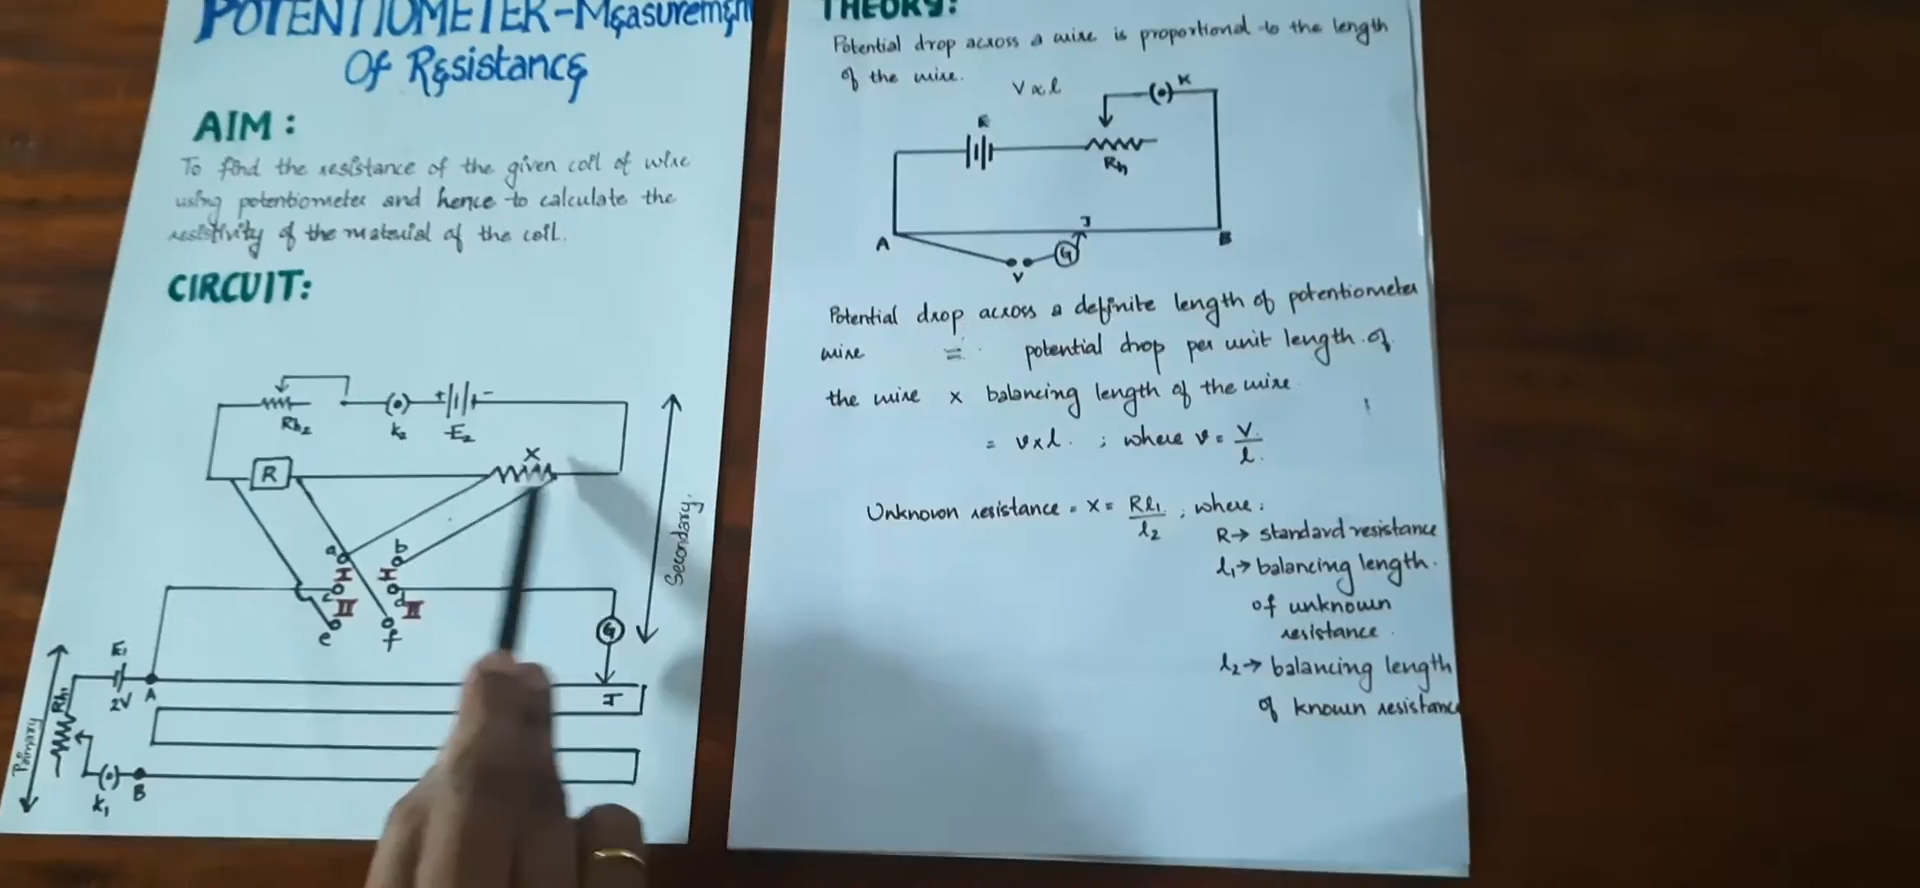 POTENTIOMETER-Measuremen
Of Resistance
AIM:
To find the resistance of the given coil of wire
using potentiometer and hence to calculate the
resistivity of the material of the coil.
CIRCUIT:
Rh2
K2
+ -
E2
R
X
a
b
I I
c
d
II II
e
f
G
J
Secondary.
Primary
Rh1
E1
2V
A
K1
B
THEORY:
Potential drop across a wire is proportional to the length
of the wire.
V ∝ l
E
K
Rh
A
J
B
G
V
Potential drop across a definite length of potentiometer
wire = potential drop per unit length of
the wire x balancing length of the wire
= v x l. ; where v = V/l.
Unknown resistance = X = Rl1/l2 ; where:
R→ standard resistance
l1→ balancing length.
of unknown
resistance.
l2→ balancing length
of known resistance